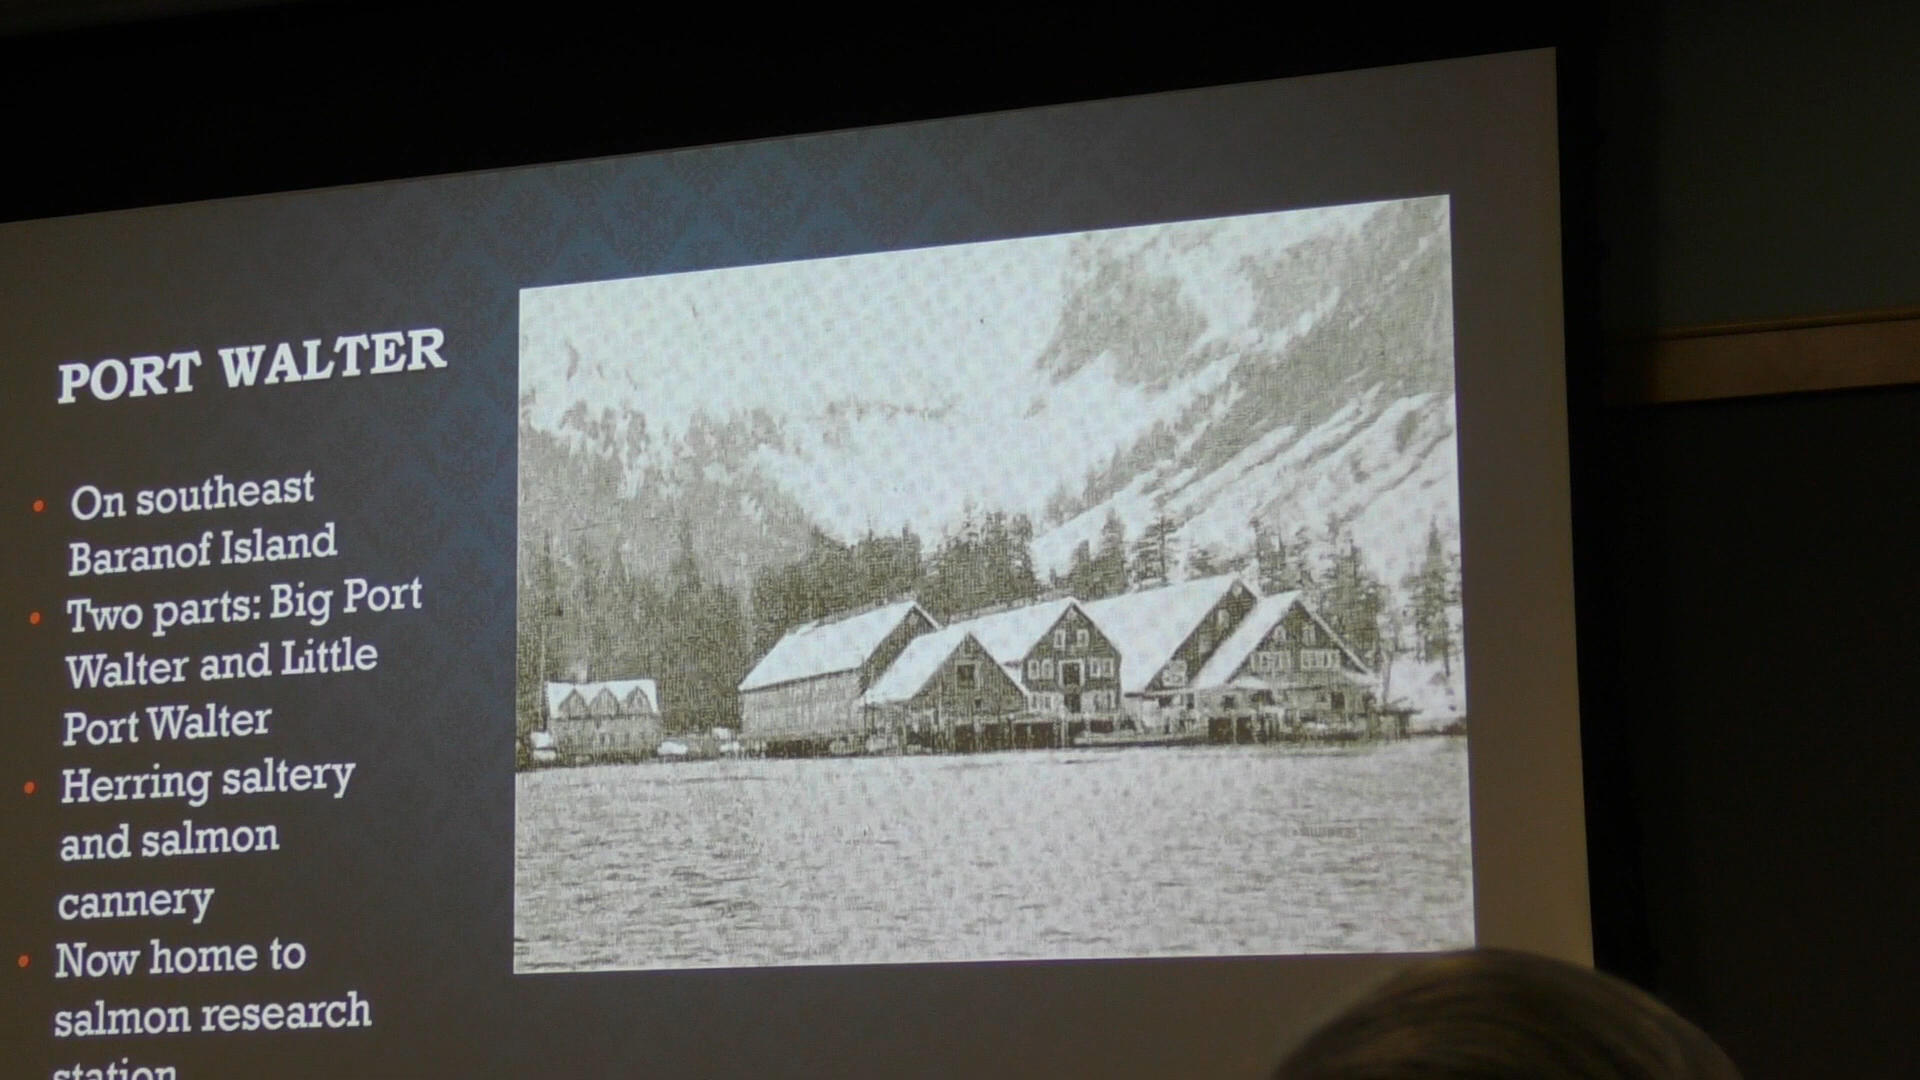 PORT WALTER
• On southeast
Baranof Island
• Two parts: Big Port
Walter and Little
Port Walter
• Herring saltery
and salmon
cannery
• Now home to
salmon research
station